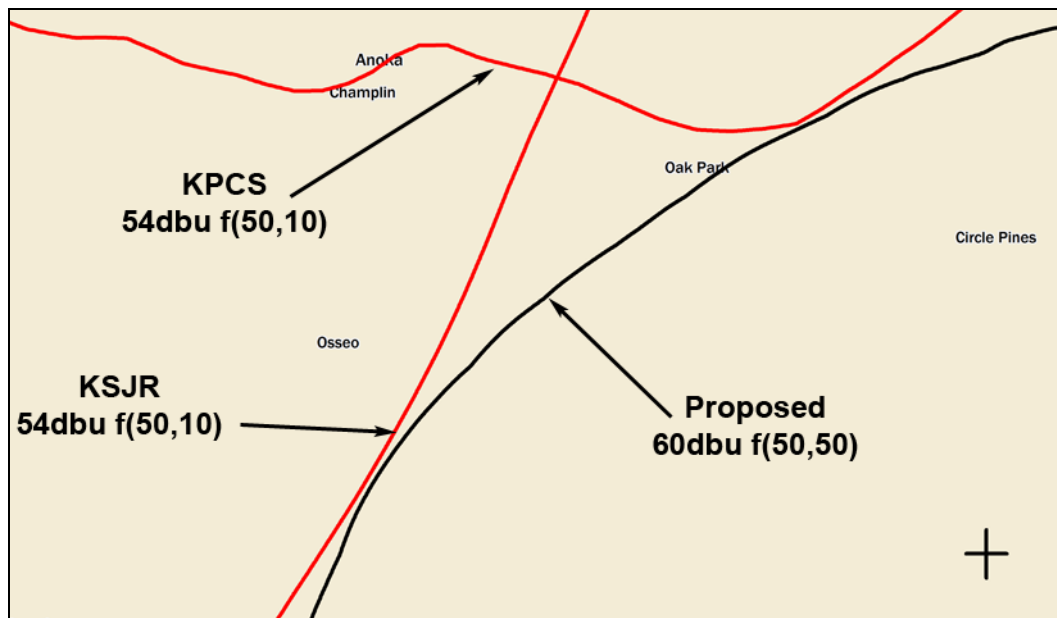 Anoka
Champlin
KPCS
54dbu f(50,10)
Oak Park
Circle Pines
Osseo
KSJR
54dbu f(50,10)
Proposed
60dbu f(50,50)